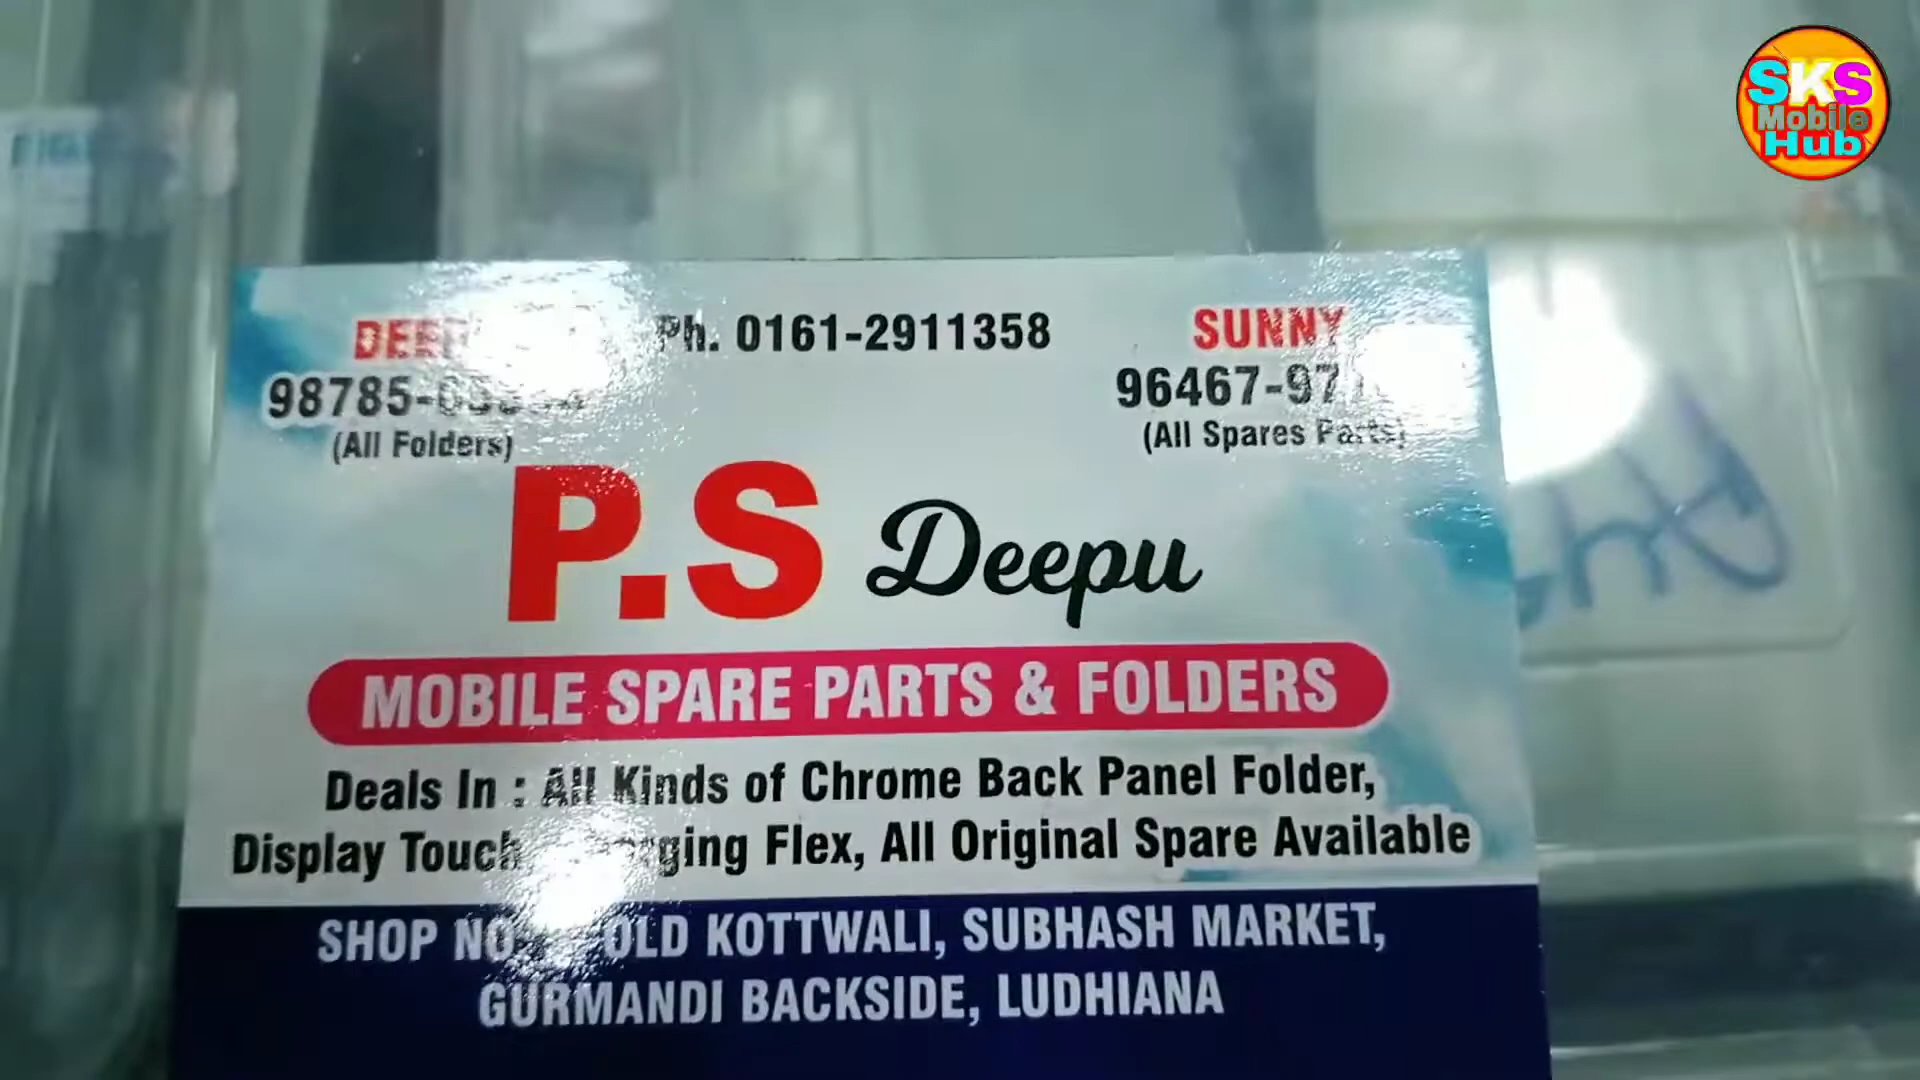 SKS
Mobile
Hub
Ph. 0161-2911358
SUNNY
(All Folders)
(All Spares Parts)
P.S Deepu
MOBILE SPARE PARTS & FOLDERS
Deals In : All Kinds of Chrome Back Panel Folder,
Display Touch, Flex, All Original Spare Available
SHOP NO. OLD KOTTWALI, SUBHASH MARKET,
GURMANDI BACKSIDE, LUDHIANA